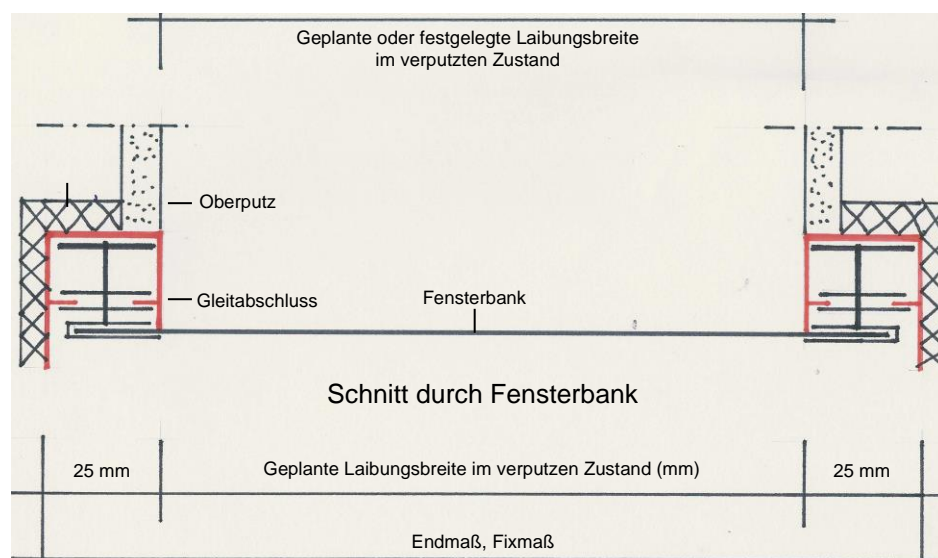 Geplante oder festgelegte Laibungsbreite
im verputzten Zustand
Oberputz
Gleitabschluss
Fensterbank
Schnitt durch Fensterbank
25 mm
Geplante Laibungsbreite im verputzen Zustand (mm)
25 mm
Endmaß, Fixmaß